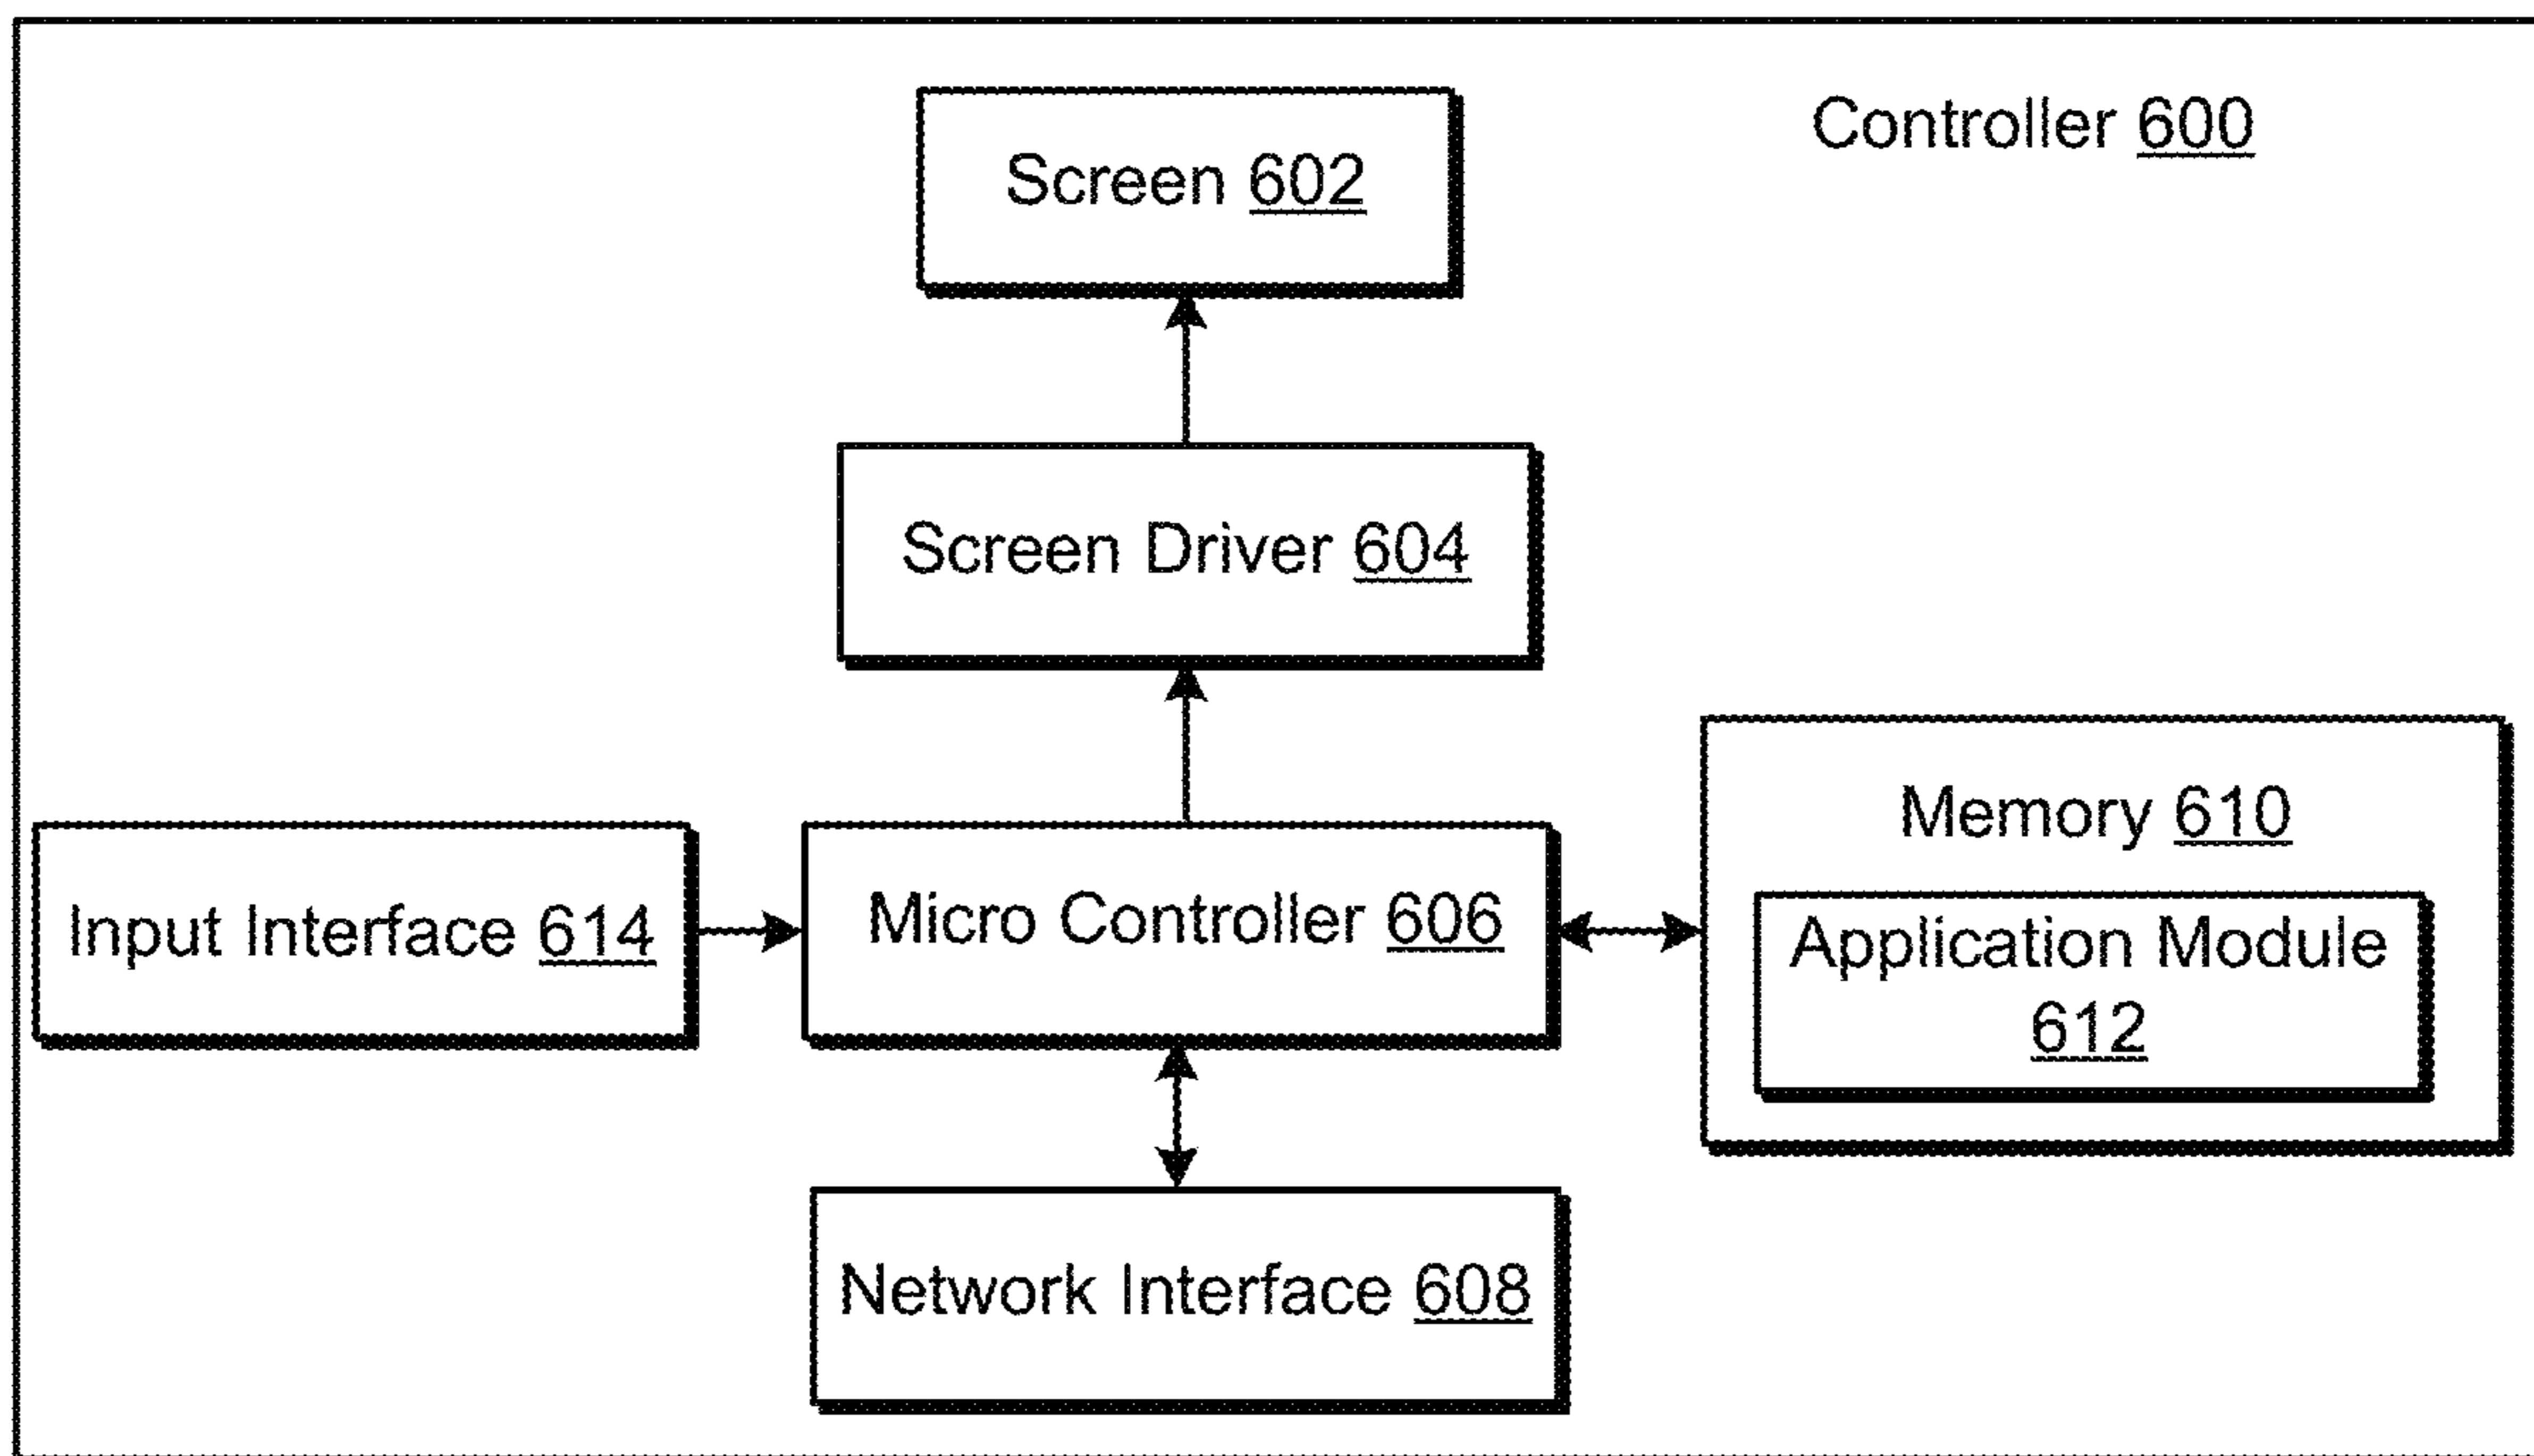 Controller 600
Screen 602
Screen Driver 604
Memory 610
Input Interface 614
Micro Controller 606
Application Module
612
Network Interface 608